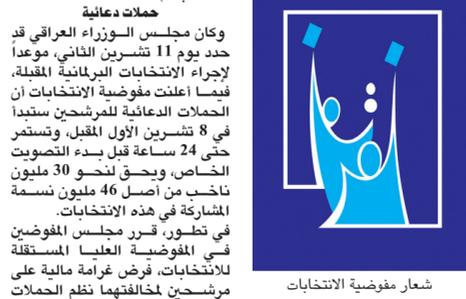 حملات دعائية
وكان مجلس الوزراء العراقي قد
حدد يوم 11 تشرين الثاني، موعداً
لإجراء الانتخابات البرلمانية المقبلة،
فيما أعلنت مفوضية الانتخابات أن
الحملات الدعائية للمرشحين ستبدأ
في 8 تشرين الأول المقبل، وتستمر
حتى 24 ساعة قبل بدء التصويت
الخاص، ويحق لنحو 30 مليون
ناخب من أصل 46 مليون نسمة
المشاركة في هذه الانتخابات.
في تطور، قرر مجلس المفوضين
في المفوضية العليا المستقلة
للانتخابات، فرض غرامة مالية على
مرشحين لمخالفتهما نظم الحملات
شعار مفوضية الانتخابات